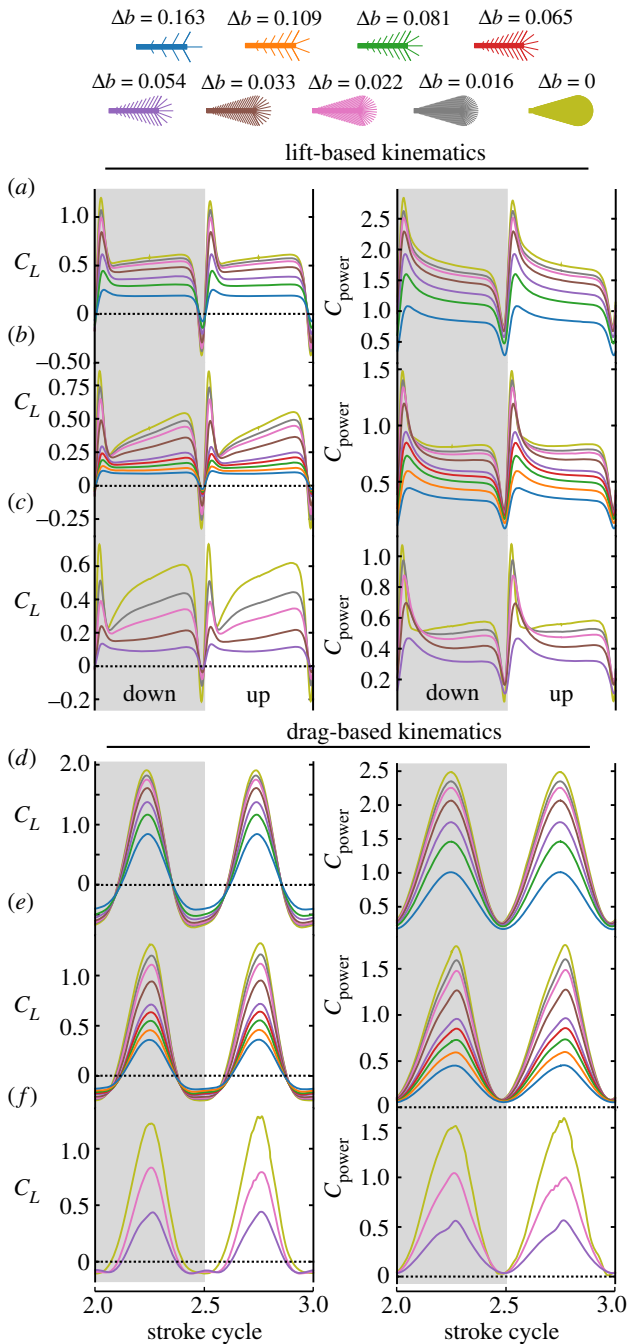 Δb = 0.163 Δb = 0.109 Δb = 0.081 Δb = 0.065
Δb = 0.054 Δb = 0.033 Δb = 0.022 Δb = 0.016 Δb = 0
lift-based kinematics
(a)
1.0
0.5
0
–0.50
C_L
2.5
2.0
1.5
1.0
0.5
C_power
(b)
0.75
0.50
0.25
0
–0.25
C_L
1.5
1.0
0.5
C_power
(c)
0.6
0.4
0.2
0
–0.2
C_L
down up
1.0
0.8
0.6
0.4
0.2
C_power
down up
drag-based kinematics
(d)
2.0
1.0
0
C_L
2.5
2.0
1.5
1.0
0.5
C_power
(e)
1.0
0.5
0
C_L
1.5
1.0
0.5
0
C_power
(f)
1.0
0.5
0
C_L
2.0 2.5 3.0
stroke cycle
1.5
1.0
0.5
0
C_power
2.0 2.5 3.0
stroke cycle